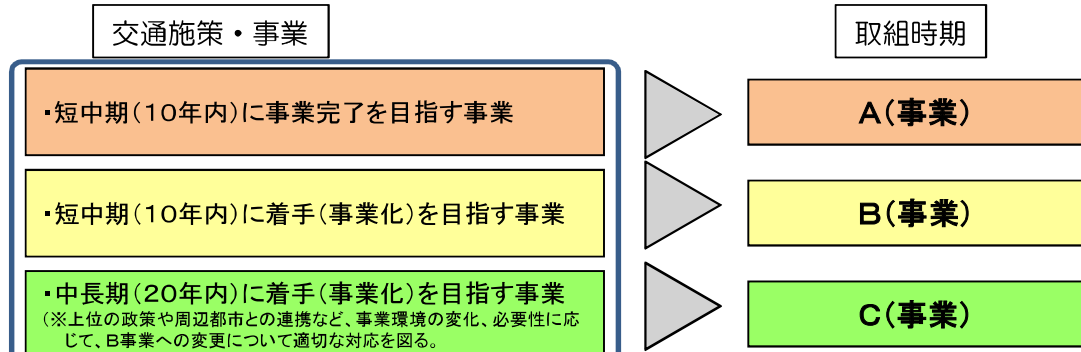 交通施策・事業
取組時期
・短中期（１０年内）に事業完了を目指す事業
Ａ（事業）
・短中期（１０年内）に着手（事業化）を目指す事業
Ｂ（事業）
・中長期（２０年内）に着手（事業化）を目指す事業
（※上位の政策や周辺都市との連携など、事業環境の変化、必要性に応
じて、Ｂ事業への変更について適切な対応を図る。
Ｃ（事業）